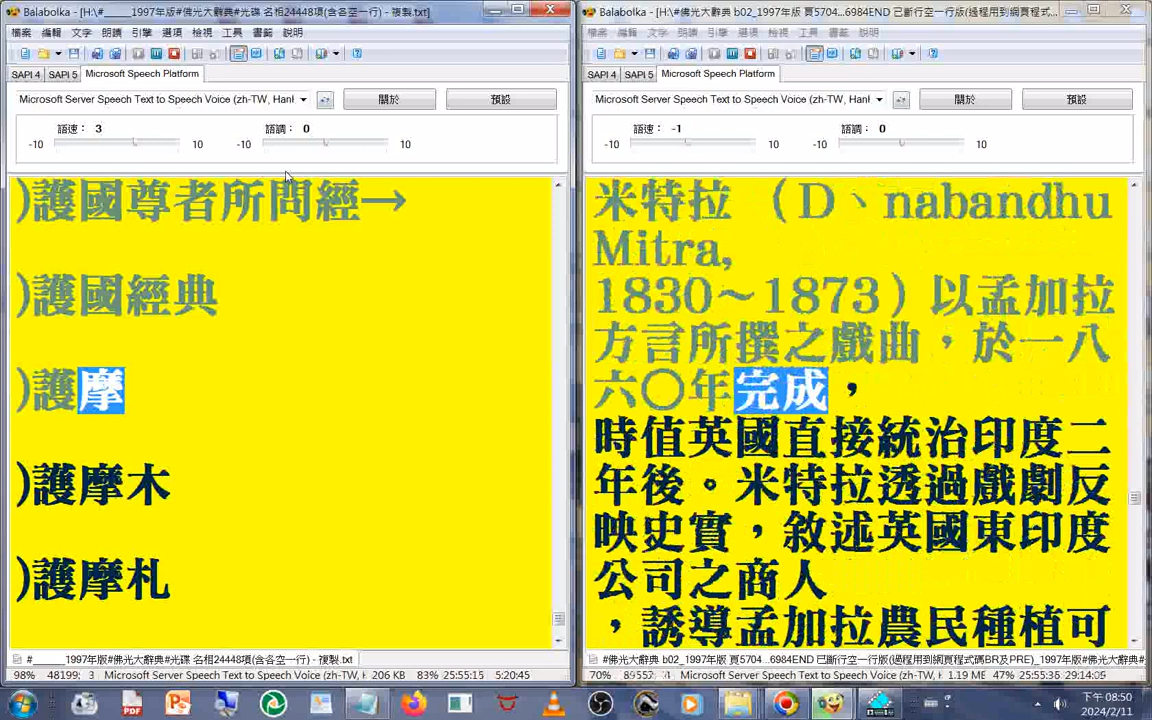 Balabolka - [H:\#_____1997年版#佛光大辭典#光碟 名相24448項(含各空一行) - 複製.txt]
檔案 編輯 文字 朗讀 引擎 選項 檢視 工具 書籤 說明
SAPI 4 SAPI 5 Microsoft Speech Platform
Microsoft Server Speech Text to Speech Voice (zh-TW, Hanl
關於 預設
語速： 3 語調： 0
-10 10 -10 10
)護國尊者所問經→
)護國經典
)護摩
)護摩木
)護摩札
#_____1997年版#佛光大辭典#光碟 名相24448項(含各空一行) - 複製.txt
98% 48199; 3 Microsoft Server Speech Text to Speech Voice (zh-TW, H 206 KB 83% 25:55:15 5:20:45
Balabolka - [H:\#佛光大辭典 b02_1997年版 頁5704...6984END 已斷行空一行版(過程用到網頁程式...
檔案 編輯 文字 朗讀 引擎 選項 檢視 工具 書籤 說明
SAPI 4 SAPI 5 Microsoft Speech Platform
Microsoft Server Speech Text to Speech Voice (zh-TW, Hanl
關於 預設
語速： -1 語調： 0
-10 10 -10 10
米特拉 （D、nabandhu
Mitra,
1830～1873）以孟加拉
方言所撰之戲曲，於一八
六○年完成，
時值英國直接統治印度二
年後。米特拉透過戲劇反
映史實，敘述英國東印度
公司之商人
，誘導孟加拉農民種植可
#佛光大辭典 b02_1997年版 頁5704...6984END 已斷行空一行版(過程用到網頁程式碼BR及PRE)_1997年版#佛光大辭典#
70% Microsoft Server Speech Text to Speech Voice (zh-TW, H 1.19 MB 47% 25:55:35 29:14:05
下午 08:50
2024/2/11